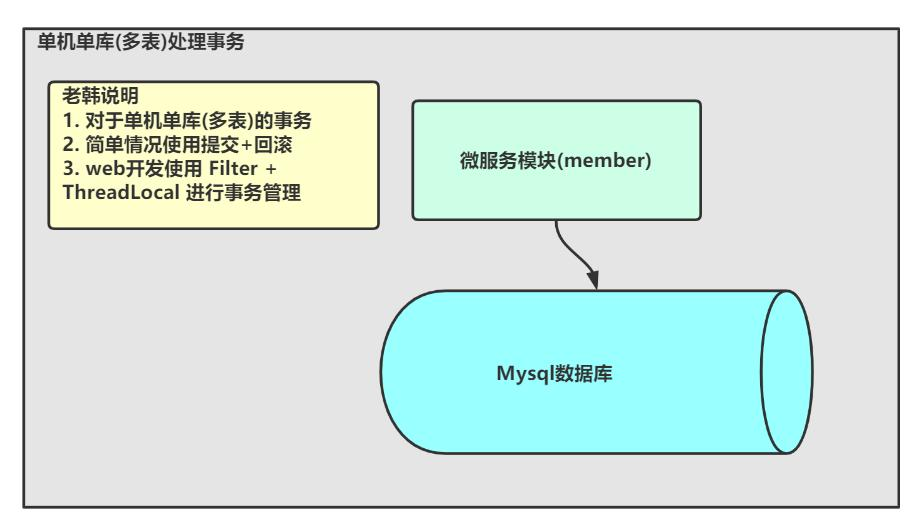 单机单库(多表)处理事务
老韩说明
1. 对于单机单库(多表)的事务
2. 简单情况使用提交+回滚
3. web开发使用 Filter +
ThreadLocal 进行事务管理
微服务模块(member)
Mysql数据库